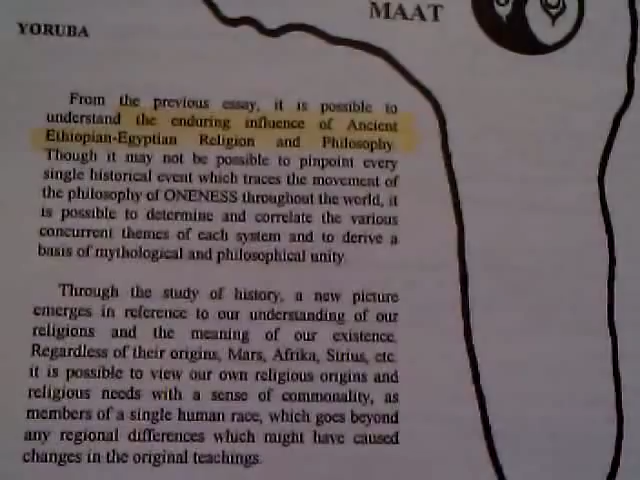 MAAT
YORUBA
From the previous essay, it is possible to
understand the enduring influence of Ancient
Ethiopian-Egyptian Religion and Philosophy
Though it may not be possible to pinpoint every
single historical event which traces the movement of
the philosophy of ONENESS throughout the world, it
is possible to determine and correlate the various
concurrent themes of each system and to derive a
basis of mythological and philosophical unity.
Through the study of history, a new picture
emerges in reference to our understanding of our
religions and the meaning of our existence.
Regardless of their origins, Mars, Afrika, Sirius, etc.
it is possible to view our own religious origins and
religious needs with a sense of commonality, as
members of a single human race, which goes beyond
any regional differences which might have caused
changes in the original teachings.